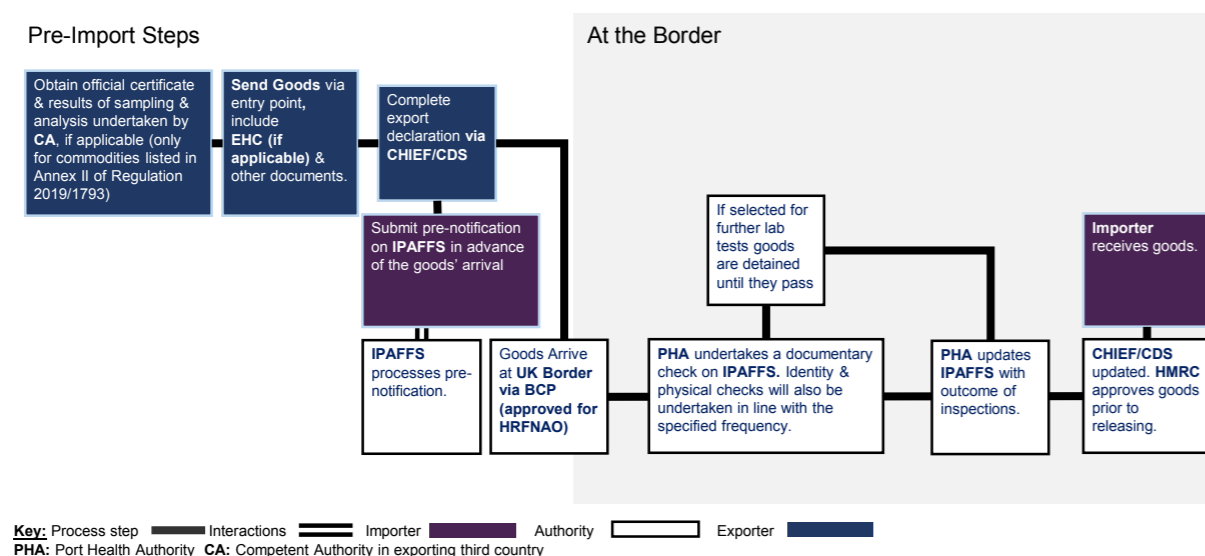 Pre-Import Steps
At the Border
Obtain official certificate
& results of sampling &
analysis undertaken by
CA, if applicable (only
for commodities listed in
Annex II of Regulation
2019/1793)
Send Goods via
entry point,
include
EHC (if
applicable) &
other documents.
Complete
export
declaration via
CHIEF/CDS
Submit pre-notification
on IPAFFS in advance
of the goods' arrival
IPAFFS
processes pre-
notification.
Goods Arrive
at UK Border
via BCP
(approved for
HRFNAO)
If selected for
further lab
tests goods
are detained
until they pass
PHA undertakes a documentary
check on IPAFFS. Identity &
physical checks will also be
undertaken in line with the
specified frequency.
PHA updates
IPAFFS with
outcome of
inspections.
Importer
receives goods.
CHIEF/CDS
updated. HMRC
approves goods
prior to
releasing.
Key: Process step Interactions Importer Authority Exporter
PHA: Port Health Authority CA: Competent Authority in exporting third country